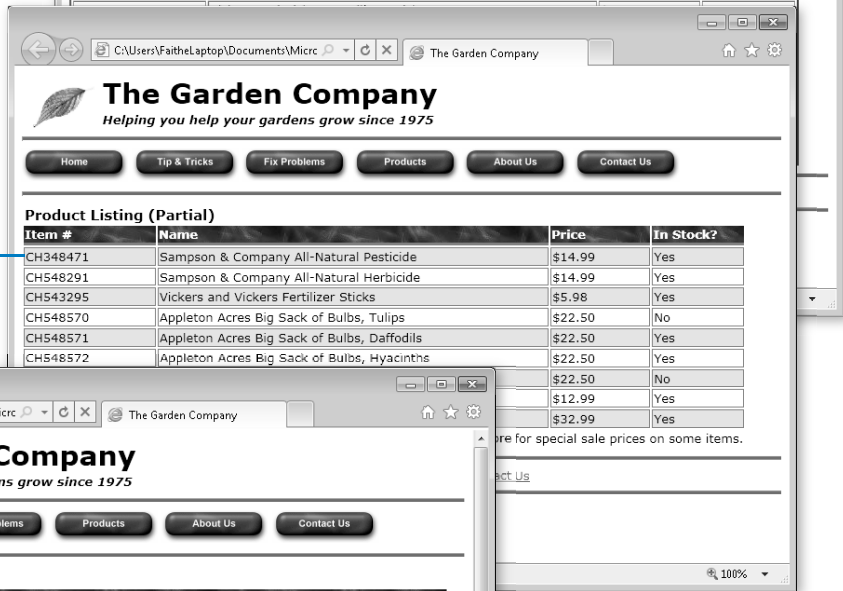 C:\Users\FaitheLaptop\Documents\Micrc
The Garden Company
The Garden Company
Helping you help your gardens grow since 1975
Home Tip & Tricks Fix Problems Products About Us Contact Us
Product Listing (Partial)
Item # Name Price In Stock?
CH348471 Sampson & Company All-Natural Pesticide $14.99 Yes
CH548291 Sampson & Company All-Natural Herbicide $14.99 Yes
CH543295 Vickers and Vickers Fertilizer Sticks $5.98 Yes
CH548570 Appleton Acres Big Sack of Bulbs, Tulips $22.50 No
CH548571 Appleton Acres Big Sack of Bulbs, Daffodils $22.50 Yes
CH548572 Appleton Acres Big Sack of Bulbs, Hyacinths $22.50 Yes
$22.50 No
$12.99 Yes
$32.99 Yes
for special sale prices on some items.
act Us
100%
icrc
The Garden Company
Company
ns grow since 1975
lems Products About Us Contact Us